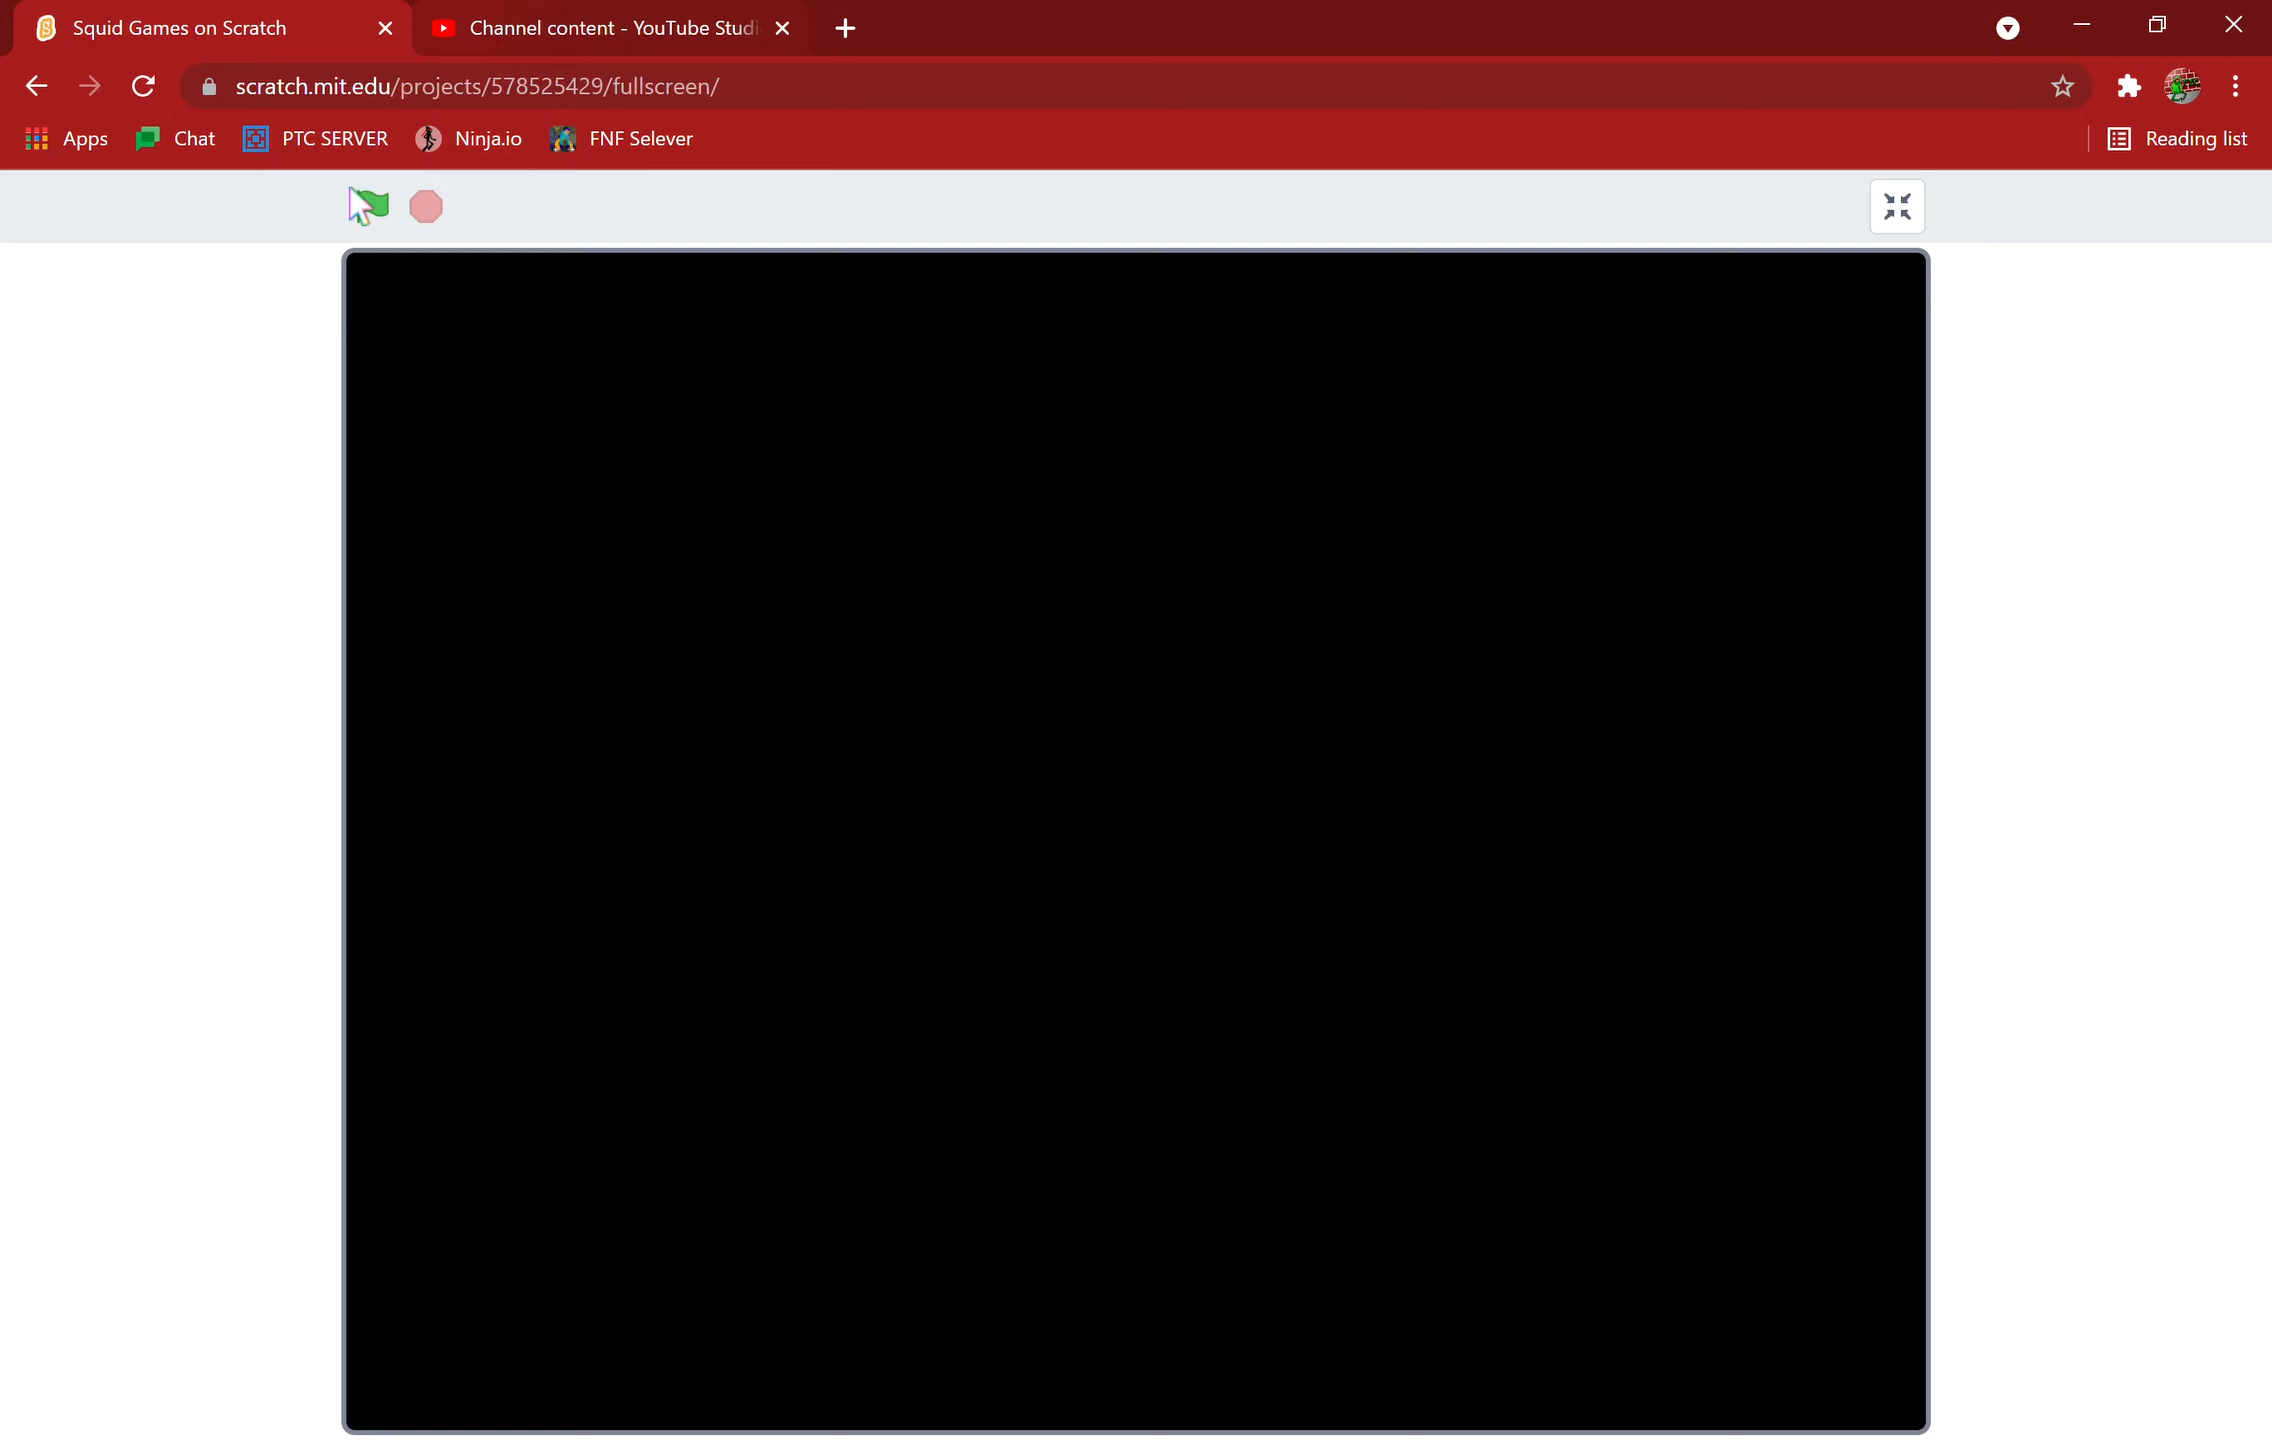 Squid Games on Scratch
Channel content - YouTube Studi
scratch.mit.edu/projects/578525429/fullscreen/
Apps Chat PTC SERVER Ninja.io FNF Selever Reading list